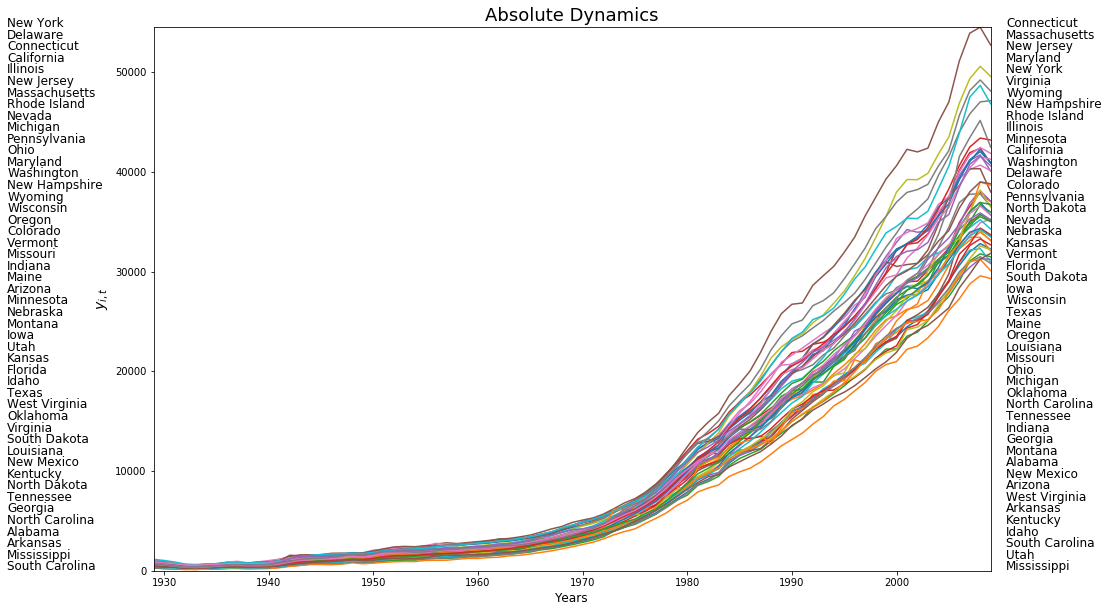 Absolute Dynamics
New York
Delaware
Connecticut
California
Illinois
New Jersey
Massachusetts
Rhode Island
Nevada
Michigan
Pennsylvania
Ohio
Maryland
Washington
New Hampshire
Wyoming
Wisconsin
Oregon
Colorado
Vermont
Missouri
Indiana
Maine
Arizona
Minnesota
Nebraska
Montana
Iowa
Utah
Kansas
Florida
Idaho
Texas
West Virginia
Oklahoma
Virginia
South Dakota
Louisiana
New Mexico
Kentucky
North Dakota
Tennessee
Georgia
North Carolina
Alabama
Arkansas
Mississippi
South Carolina
y_{i,t}
50000
40000
30000
20000
10000
0
1930 1940 1950 1960 1970 1980 1990 2000
Years
Connecticut
Massachusetts
New Jersey
Maryland
New York
Virginia
Wyoming
New Hampshire
Rhode Island
Illinois
Minnesota
California
Washington
Delaware
Colorado
Pennsylvania
North Dakota
Nevada
Nebraska
Kansas
Vermont
Florida
South Dakota
Iowa
Wisconsin
Texas
Maine
Oregon
Louisiana
Missouri
Ohio
Michigan
Oklahoma
North Carolina
Tennessee
Indiana
Georgia
Montana
Alabama
New Mexico
Arizona
West Virginia
Arkansas
Kentucky
Idaho
South Carolina
Utah
Mississippi